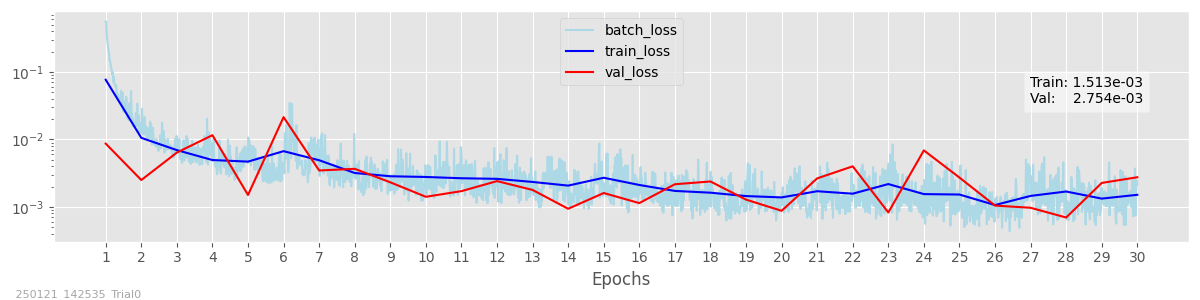 batch_loss
train_loss
val_loss
10⁻¹
10⁻²
10⁻³
Train: 1.513e-03
Val: 2.754e-03
1 2 3 4 5 6 7 8 9 10 11 12 13 14 15 16 17 18 19 20 21 22 23 24 25 26 27 28 29 30
Epochs
250121_142535_Trial0